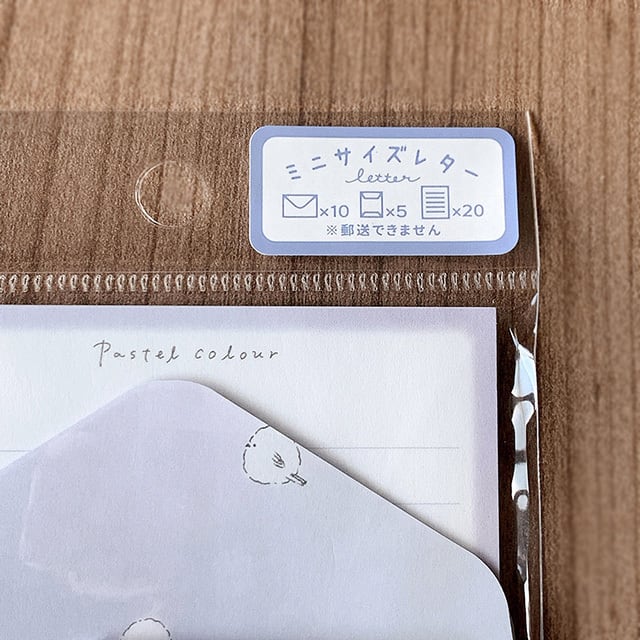 ミニサイズレター
letter
×10 ×5 ×20
※郵送できません
Pastel colour